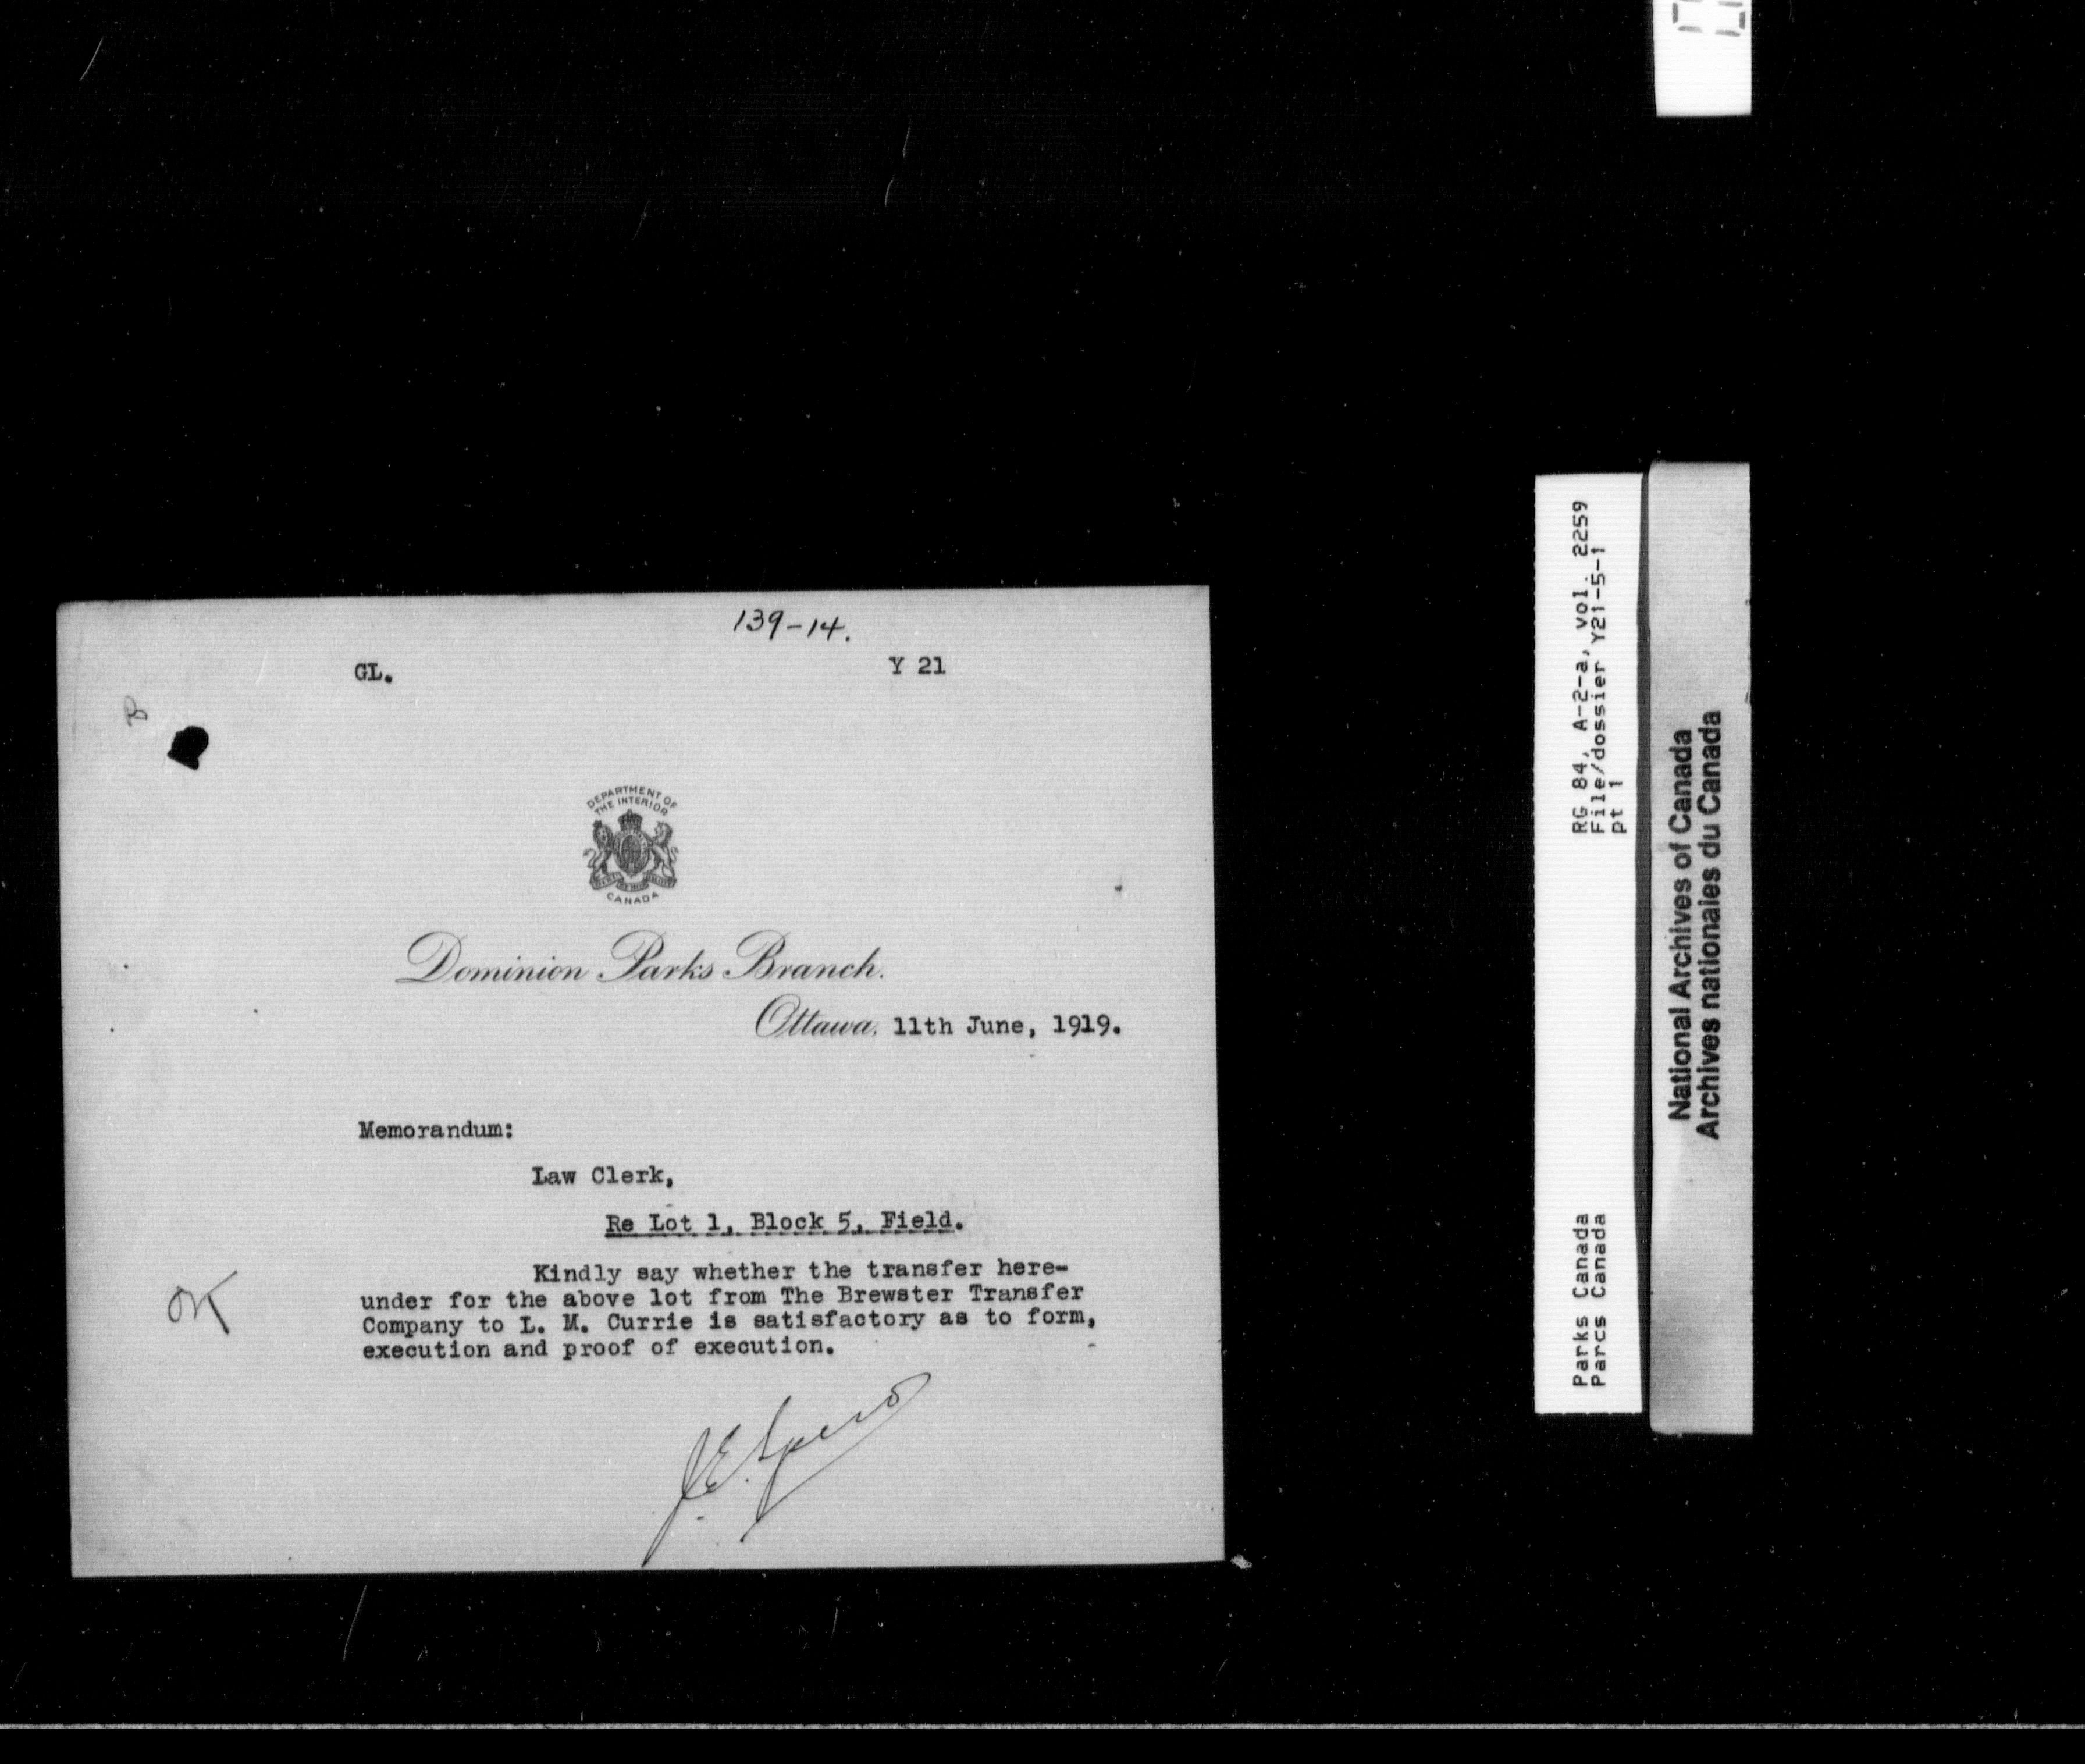 139-14.
GL.
Y 21
DEPARTMENT OF
THE INTERIOR
CANADA
Dominion Parks Branch.
Ottawa, 11th June, 1919.
Memorandum:
Law Clerk,
Re Lot 1, Block 5, Field.
Kindly say whether the transfer here-
under for the above lot from The Brewster Transfer
Company to L. M. Currie is satisfactory as to form,
execution and proof of execution.
OK
J.E. Spero
RG 84, A-2-a, vol. 2259
File/dossier Y21-5-1
pt 1
Parks Canada
Parcs Canada
National Archives of Canada
Archives nationales du Canada